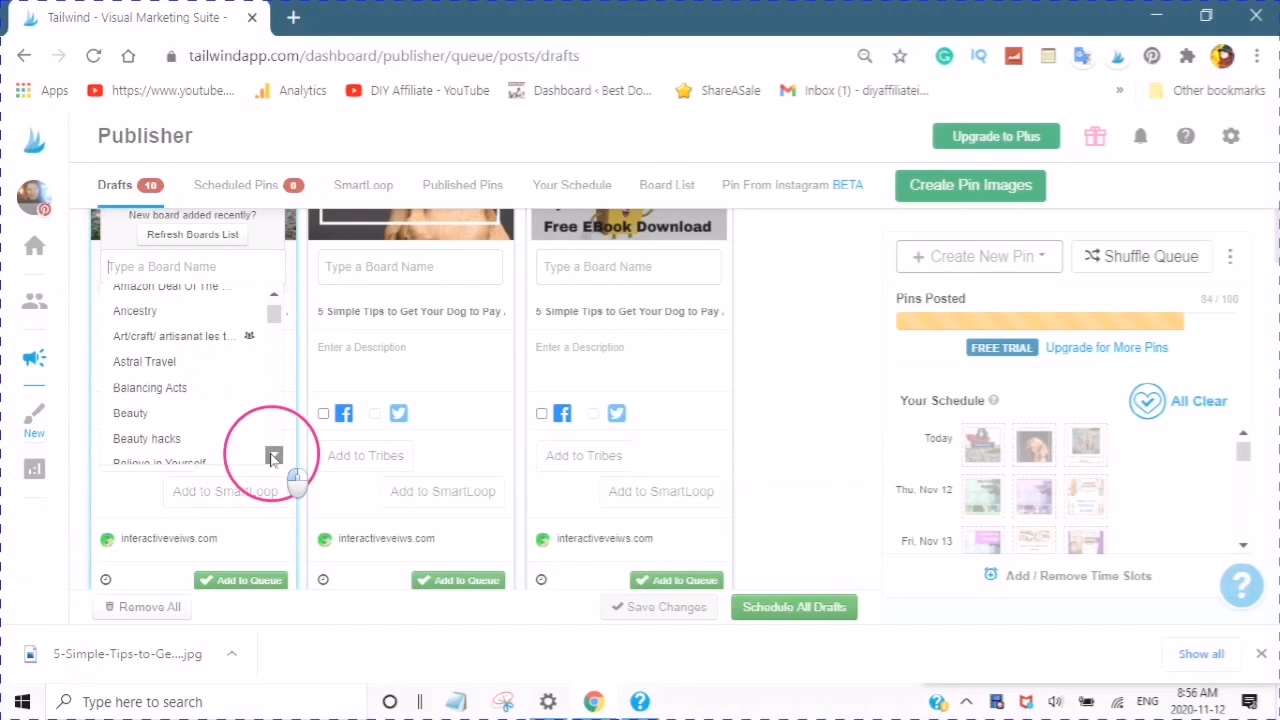 Tailwind - Visual Marketing Suite -
tailwindapp.com/dashboard/publisher/queue/posts/drafts
Apps https://www.youtube.... Analytics DIY Affiliate - YouTube Dashboard ‹ Best Do... ShareASale Inbox (1) - diyaffiliatei... » Other bookmarks
Publisher
Upgrade to Plus
Drafts 10 Scheduled Pins 8 SmartLoop Published Pins Your Schedule Board List Pin From Instagram BETA Create Pin Images
New board added recently?
Refresh Boards List
Free EBook Download
Type a Board Name Type a Board Name Type a Board Name
Amazon Deal Of The ...
Ancestry
Art/craft/ artisanat les t...
Astral Travel
Balancing Acts
Beauty
Beauty hacks
Believe in Yourself
5 Simple Tips to Get Your Dog to Pay 5 Simple Tips to Get Your Dog to Pay
Enter a Description Enter a Description
Add to Tribes Add to Tribes
Add to SmartLoop Add to SmartLoop Add to SmartLoop
interactiveveiws.com interactiveveiws.com interactiveveiws.com
Add to Queue Add to Queue Add to Queue
Remove All Save Changes Schedule All Drafts
+ Create New Pin Shuffle Queue
Pins Posted 84 / 100
FREE TRIAL Upgrade for More Pins
Your Schedule All Clear
Today
Thu, Nov 12
Fri, Nov 13
Add / Remove Time Slots
5-Simple-Tips-to-Ge....jpg Show all
Type here to search
ENG
8:56 AM
2020-11-12